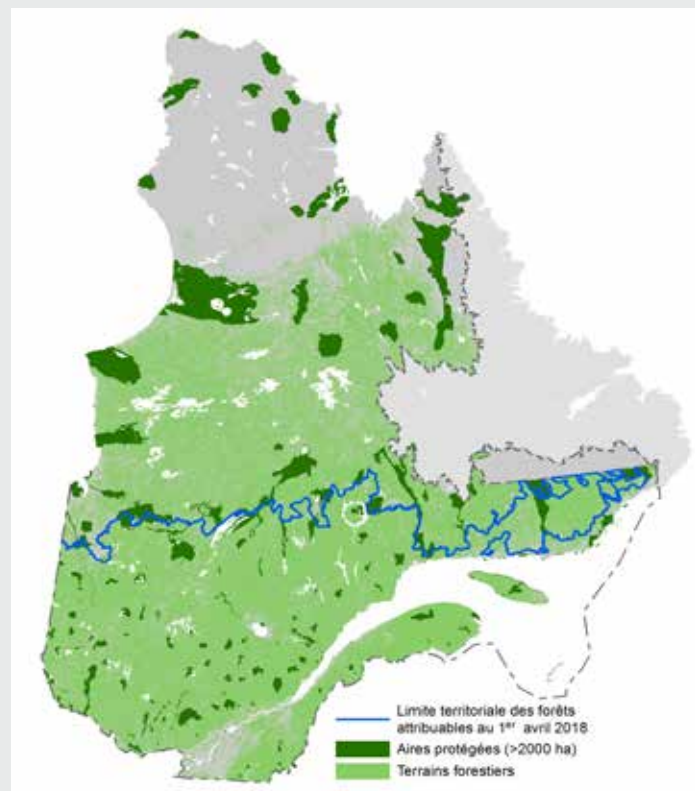 Limite territoriale des forêts
attribuables au 1er avril 2018
Aires protégées (>2000 ha)
Terrains forestiers